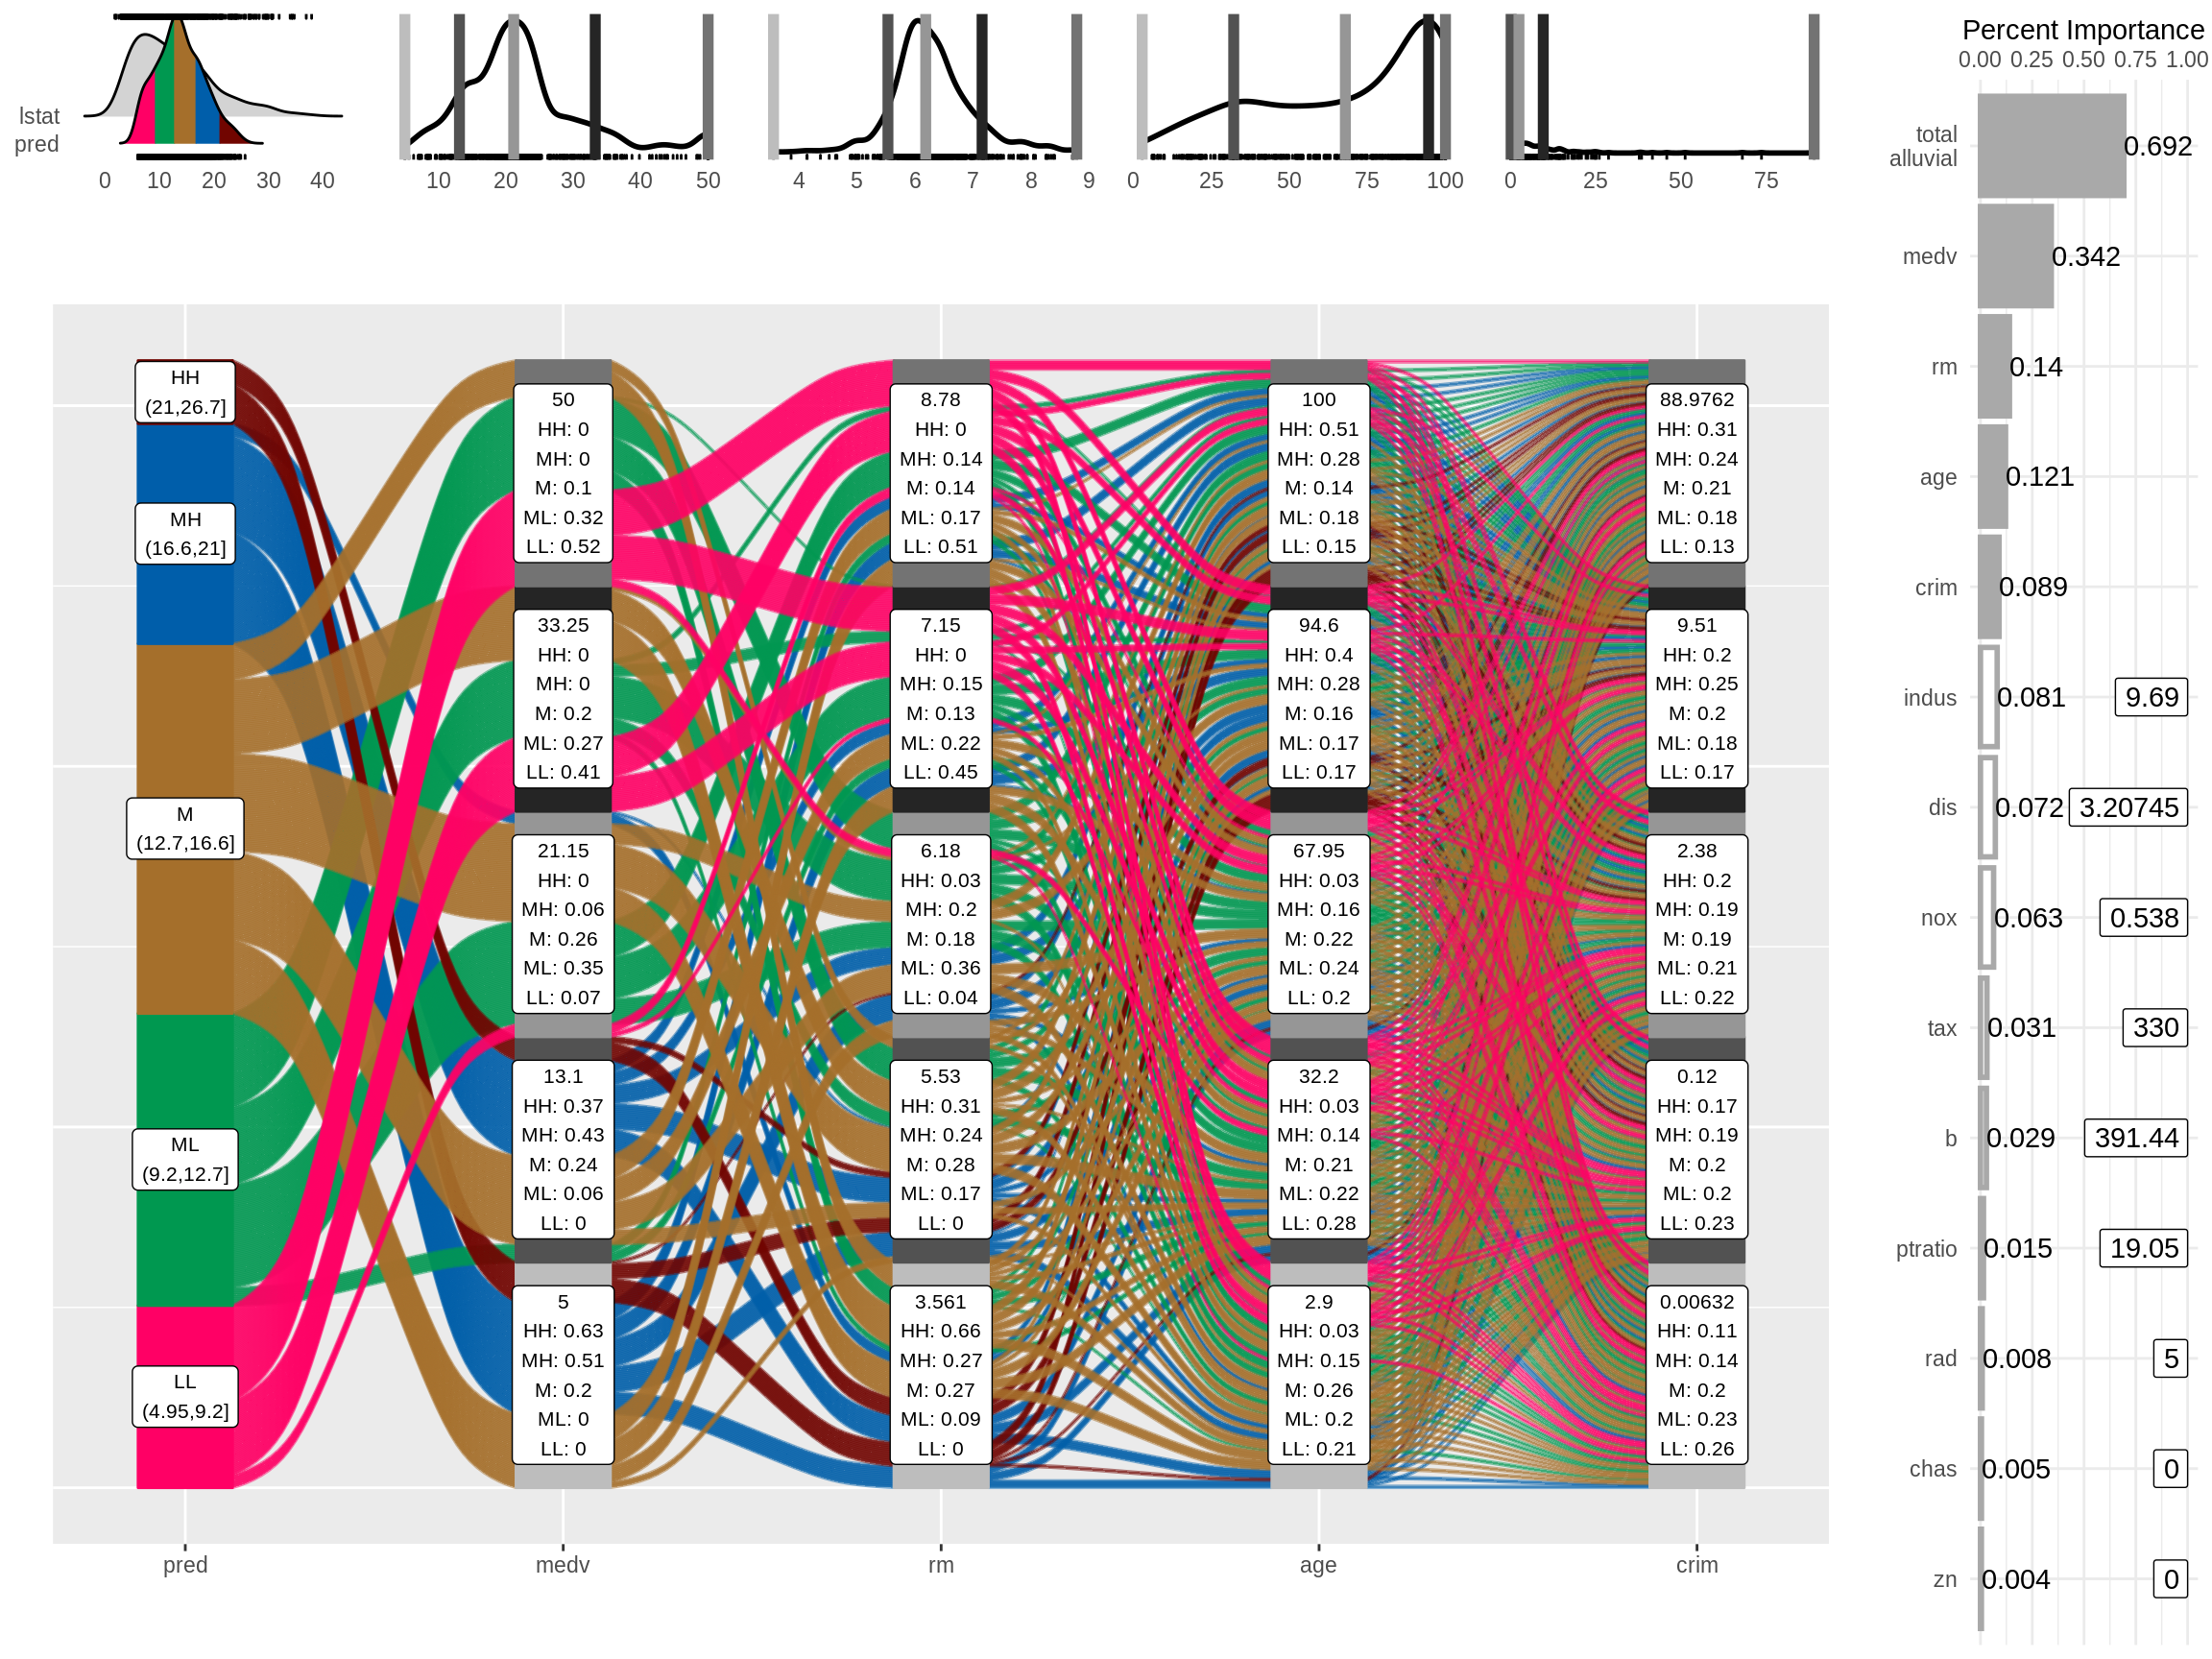 lstat
pred
0 10 20 30 40
10 20 30 40 50
4 5 6 7 8 9
0 25 50 75 100
0 25 50 75
HH
(21,26.7]
MH
(16.6,21]
M
(12.7,16.6]
ML
(9.2,12.7]
LL
(4.95,9.2]
50
HH: 0
MH: 0
M: 0.1
ML: 0.32
LL: 0.52
33.25
HH: 0
MH: 0
M: 0.2
ML: 0.27
LL: 0.41
21.15
HH: 0
MH: 0.06
M: 0.26
ML: 0.35
LL: 0.07
13.1
HH: 0.37
MH: 0.43
M: 0.24
ML: 0.06
LL: 0
5
HH: 0.63
MH: 0.51
M: 0.2
ML: 0
LL: 0
8.78
HH: 0
MH: 0.14
M: 0.14
ML: 0.17
LL: 0.51
7.15
HH: 0
MH: 0.15
M: 0.13
ML: 0.22
LL: 0.45
6.18
HH: 0.03
MH: 0.2
M: 0.18
ML: 0.36
LL: 0.04
5.53
HH: 0.31
MH: 0.24
M: 0.28
ML: 0.17
LL: 0
3.561
HH: 0.66
MH: 0.27
M: 0.27
ML: 0.09
LL: 0
100
HH: 0.51
MH: 0.28
M: 0.14
ML: 0.18
LL: 0.15
94.6
HH: 0.4
MH: 0.28
M: 0.16
ML: 0.17
LL: 0.17
67.95
HH: 0.03
MH: 0.16
M: 0.22
ML: 0.24
LL: 0.2
32.2
HH: 0.03
MH: 0.14
M: 0.21
ML: 0.22
LL: 0.28
2.9
HH: 0.03
MH: 0.15
M: 0.26
ML: 0.2
LL: 0.21
88.9762
HH: 0.31
MH: 0.24
M: 0.21
ML: 0.18
LL: 0.13
9.51
HH: 0.2
MH: 0.25
M: 0.2
ML: 0.18
LL: 0.17
2.38
HH: 0.2
MH: 0.19
M: 0.19
ML: 0.21
LL: 0.22
0.12
HH: 0.17
MH: 0.19
M: 0.2
ML: 0.2
LL: 0.23
0.00632
HH: 0.11
MH: 0.14
M: 0.2
ML: 0.23
LL: 0.26
pred medv rm age crim
Percent Importance
0.00 0.25 0.50 0.75 1.00
total
alluvial 0.692
medv 0.342
rm 0.14
age 0.121
crim 0.089
indus 0.081 9.69
dis 0.072 3.20745
nox 0.063 0.538
tax 0.031 330
b 0.029 391.44
ptratio 0.015 19.05
rad 0.008 5
chas 0.005 0
zn 0.004 0